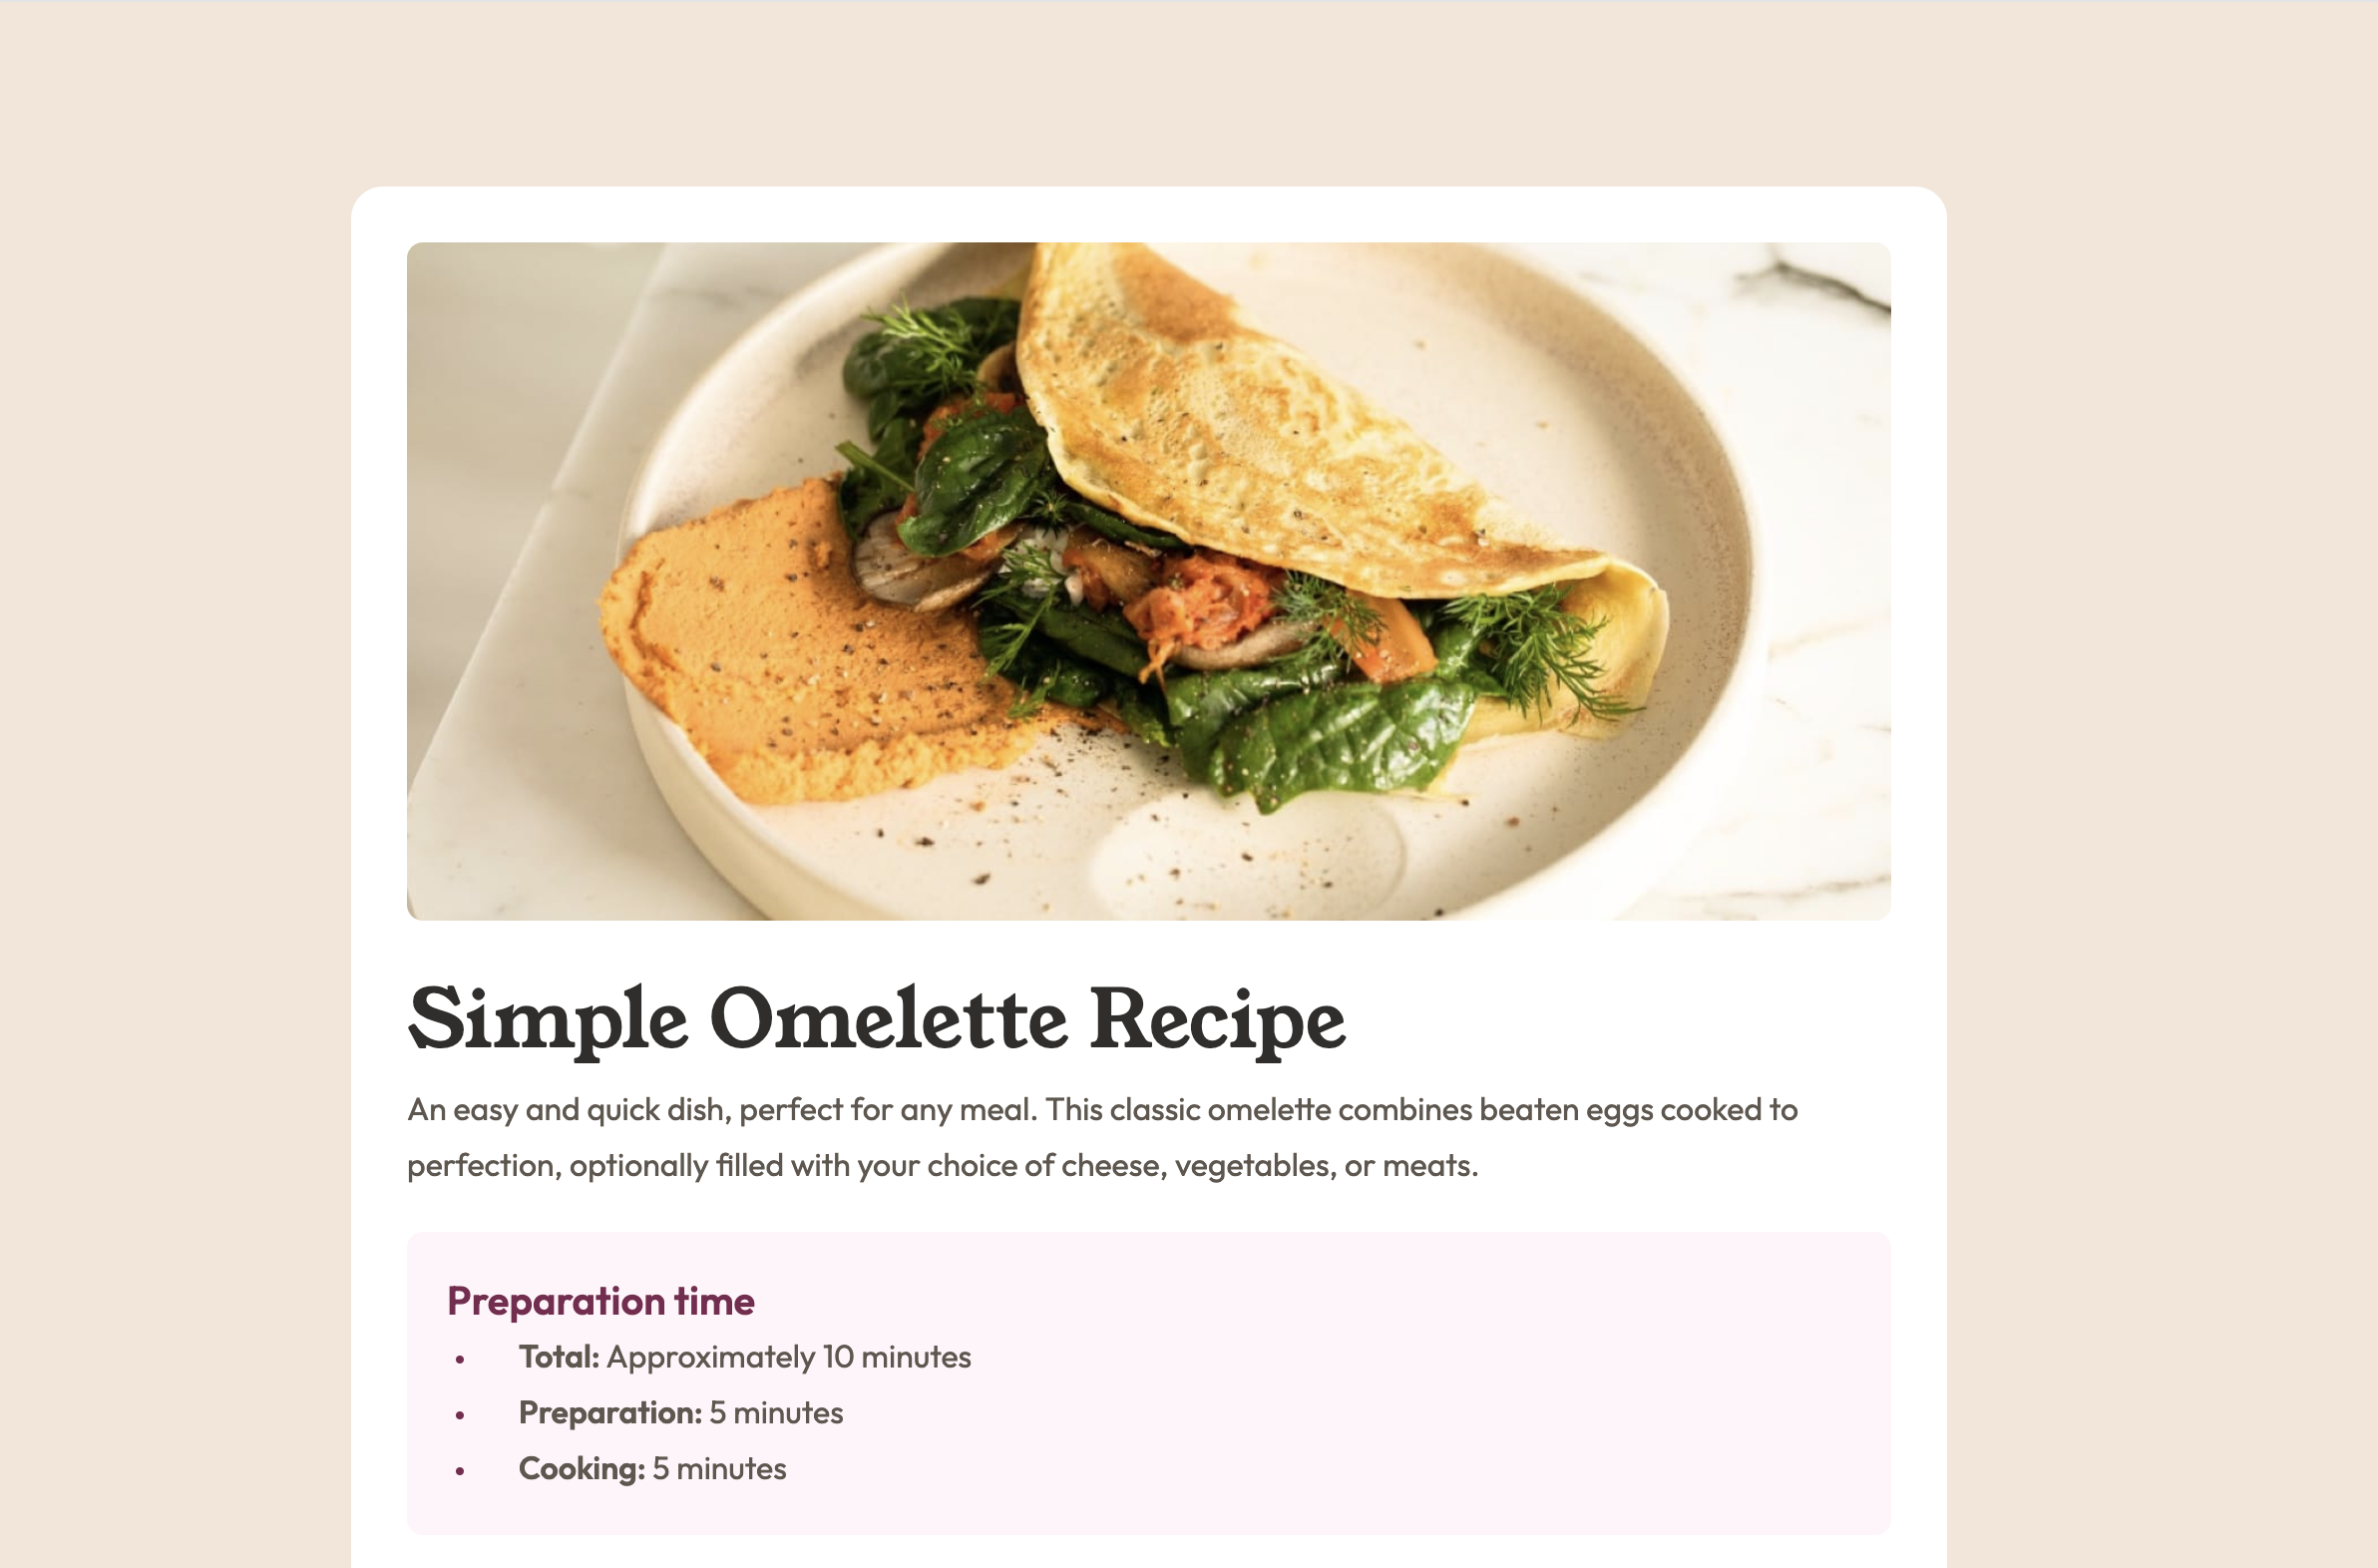 Simple Omelette Recipe
An easy and quick dish, perfect for any meal. This classic omelette combines beaten eggs cooked to
perfection, optionally filled with your choice of cheese, vegetables, or meats.
Preparation time
• Total: Approximately 10 minutes
• Preparation: 5 minutes
• Cooking: 5 minutes